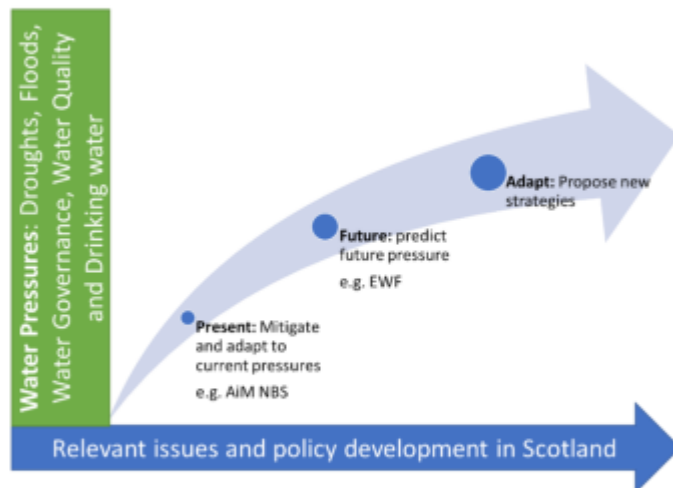 Water Pressures: Droughts, Floods,
Water Governance, Water Quality
and Drinking water
Adapt: Propose new
strategies
Future: predict
future pressure
e.g. EWF
Present: Mitigate
and adapt to
current pressures
e.g. AiM NBS
Relevant issues and policy development in Scotland